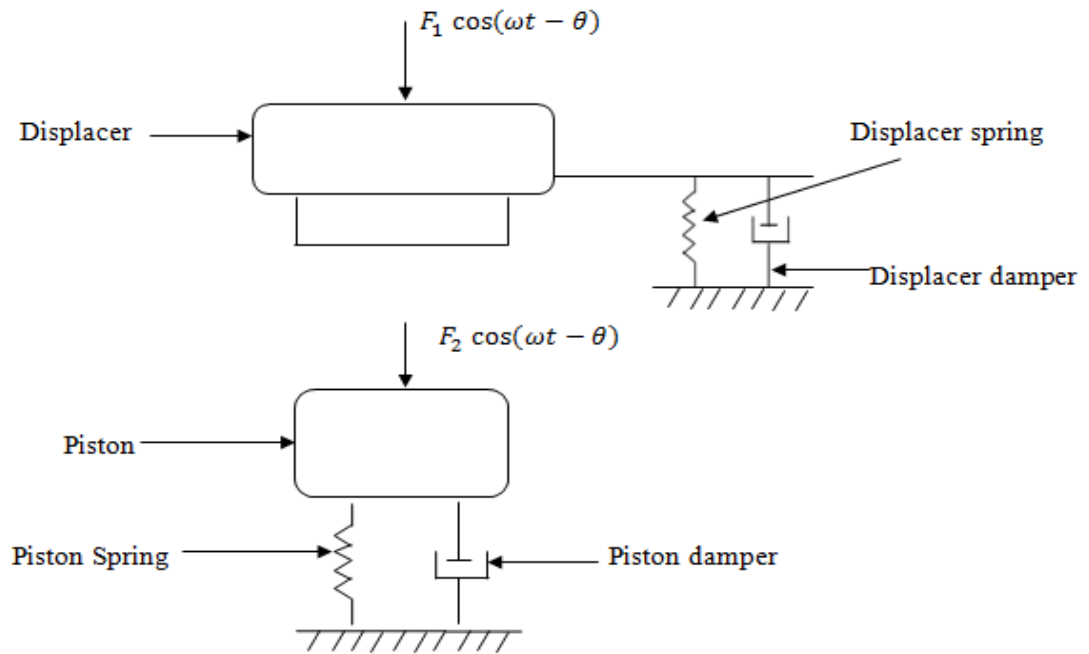 F₁ cos(ωt − θ)
Displacer
Displacer spring
Displacer damper
F₂ cos(ωt − θ)
Piston
Piston Spring
Piston damper